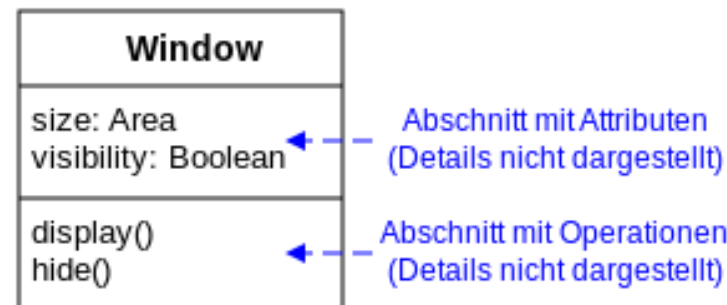 Window
size: Area
visibility: Boolean
Abschnitt mit Attributen
(Details nicht dargestellt)
display()
hide()
Abschnitt mit Operationen
(Details nicht dargestellt)